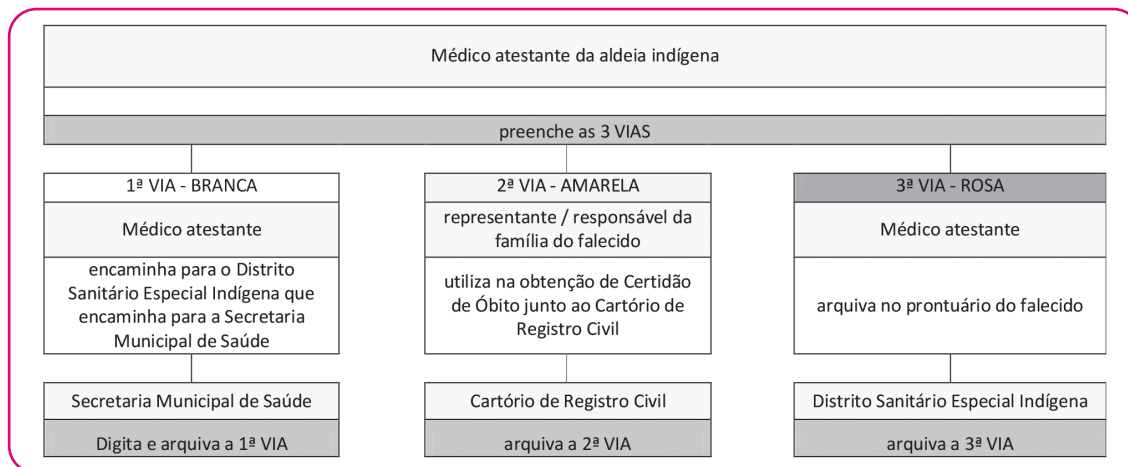 Médico atestante da aldeia indígena
preenche as 3 VIAS
1ª VIA - BRANCA
Médico atestante
encaminha para o Distrito
Sanitário Especial Indígena que
encaminha para a Secretaria
Municipal de Saúde
Secretaria Municipal de Saúde
Digita e arquiva a 1ª VIA
2ª VIA - AMARELA
representante / responsável da
família do falecido
utiliza na obtenção de Certidão
de Óbito junto ao Cartório de
Registro Civil
Cartório de Registro Civil
arquiva a 2ª VIA
3ª VIA - ROSA
Médico atestante
arquiva no prontuário do falecido
Distrito Sanitário Especial Indígena
arquiva a 3ª VIA